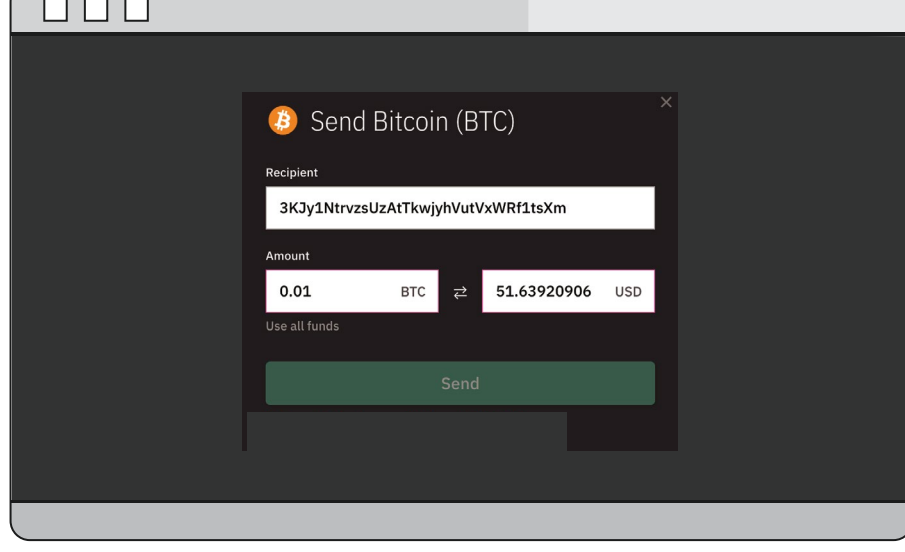 Send Bitcoin (BTC)
Recipient
3KJy1NtrvzsUzAtTkwjyhVutVxWRf1tsXm
Amount
0.01 BTC 51.63920906 USD
Use all funds
Send